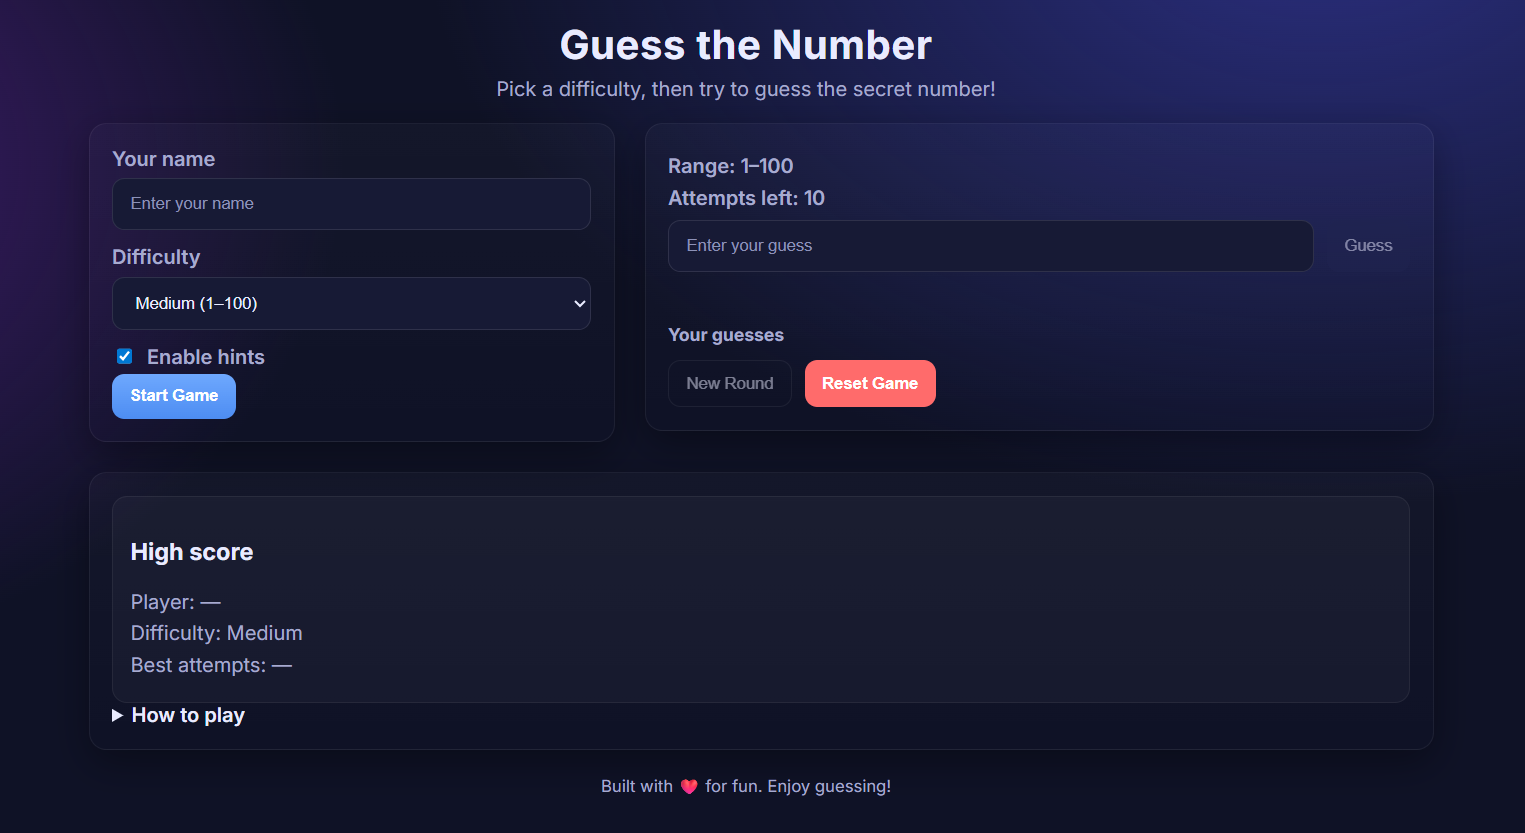 Guess the Number
Pick a difficulty, then try to guess the secret number!
Your name
Enter your name
Difficulty
Medium (1–100)
Enable hints
Start Game
Range: 1–100
Attempts left: 10
Enter your guess
Guess
Your guesses
New Round
Reset Game
High score
Player: —
Difficulty: Medium
Best attempts: —
How to play
Built with ❤️ for fun. Enjoy guessing!